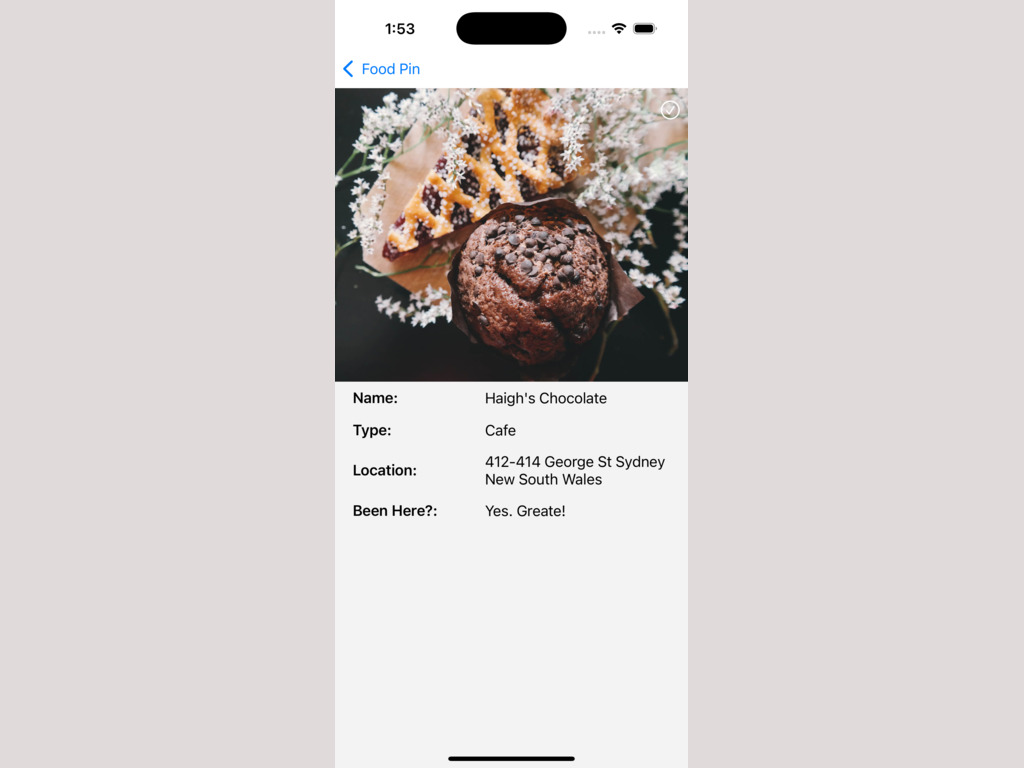 1:53
Food Pin
Name: Haigh's Chocolate
Type: Cafe
Location: 412-414 George St Sydney
New South Wales
Been Here?: Yes. Greate!